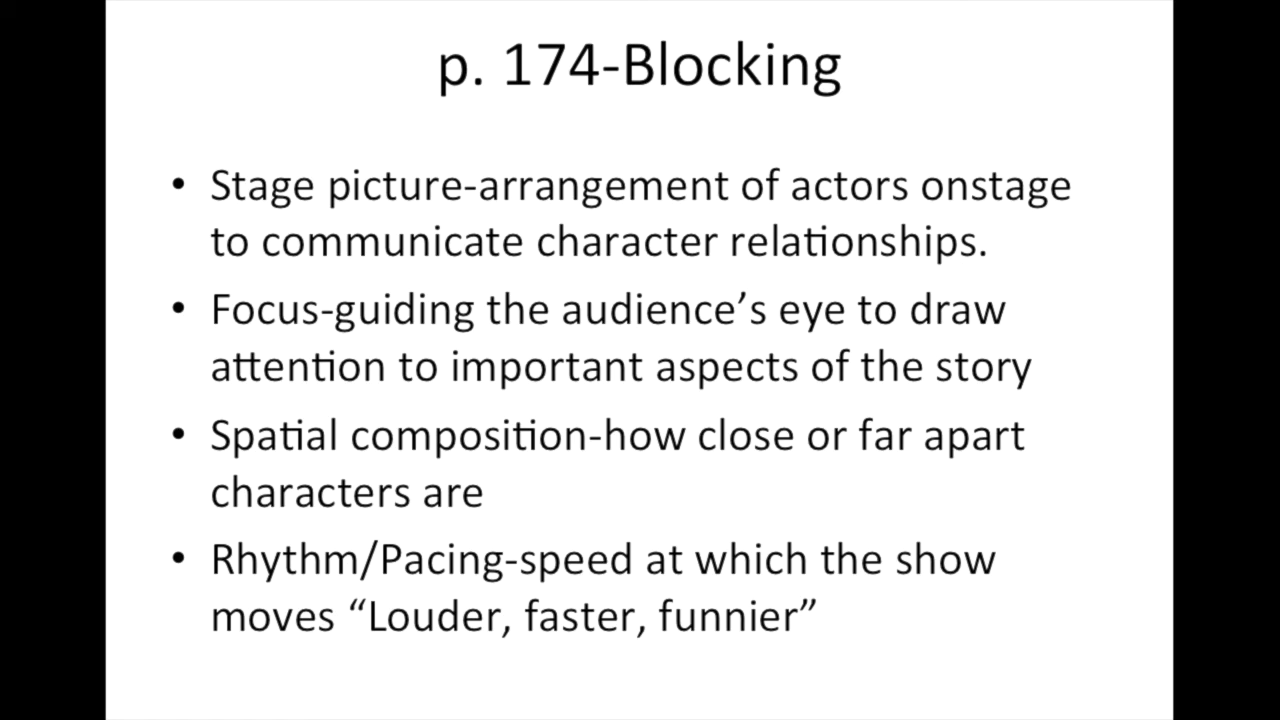 p. 174-Blocking
• Stage picture-arrangement of actors onstage
to communicate character relationships.
• Focus-guiding the audience’s eye to draw
attention to important aspects of the story
• Spatial composition-how close or far apart
characters are
• Rhythm/Pacing-speed at which the show
moves “Louder, faster, funnier”